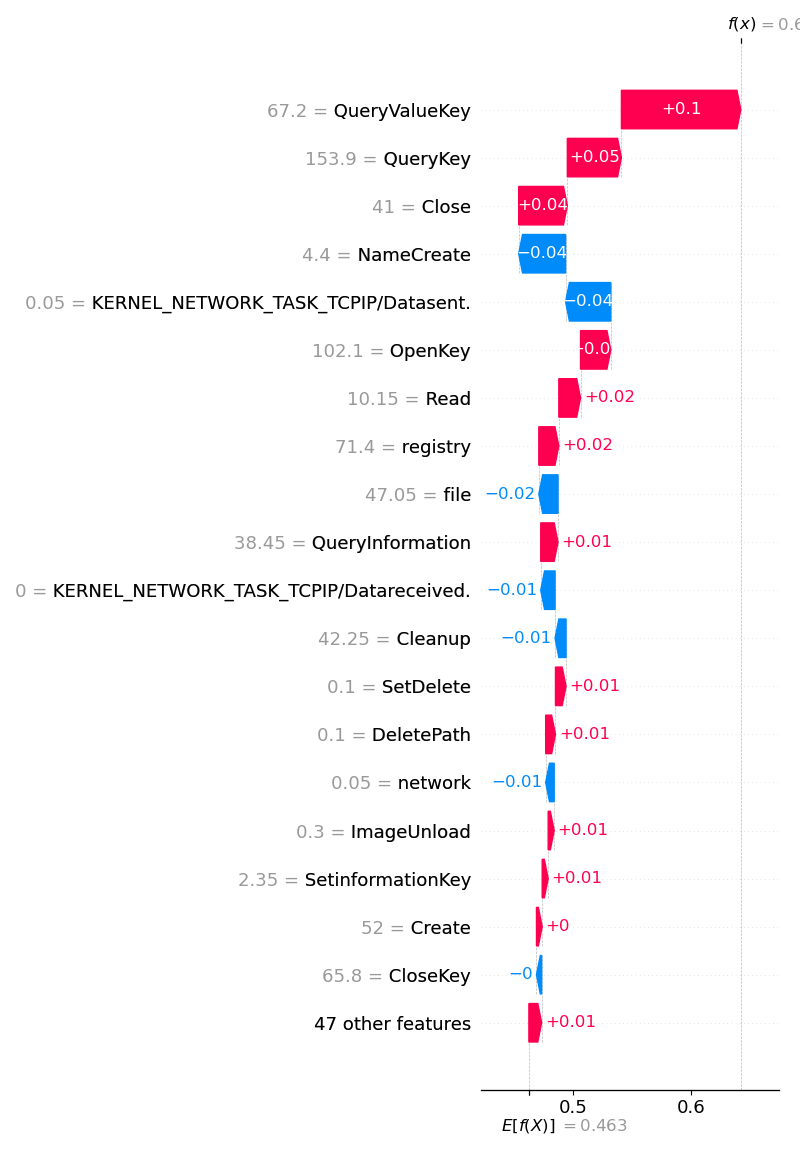 f(x) = 0.6
67.2 = QueryValueKey
+0.1
153.9 = QueryKey
+0.05
41 = Close
+0.04
4.4 = NameCreate
−0.04
0.05 = KERNEL_NETWORK_TASK_TCPIP/Datasent.
−0.04
102.1 = OpenKey
10.15 = Read
+0.02
71.4 = registry
+0.02
47.05 = file
−0.02
38.45 = QueryInformation
+0.01
0 = KERNEL_NETWORK_TASK_TCPIP/Datareceived.
−0.01
42.25 = Cleanup
−0.01
0.1 = SetDelete
+0.01
0.1 = DeletePath
+0.01
0.05 = network
−0.01
0.3 = ImageUnload
+0.01
2.35 = SetinformationKey
+0.01
52 = Create
+0
65.8 = CloseKey
−0
47 other features
+0.01
0.5 0.6
E[f(X)] = 0.463